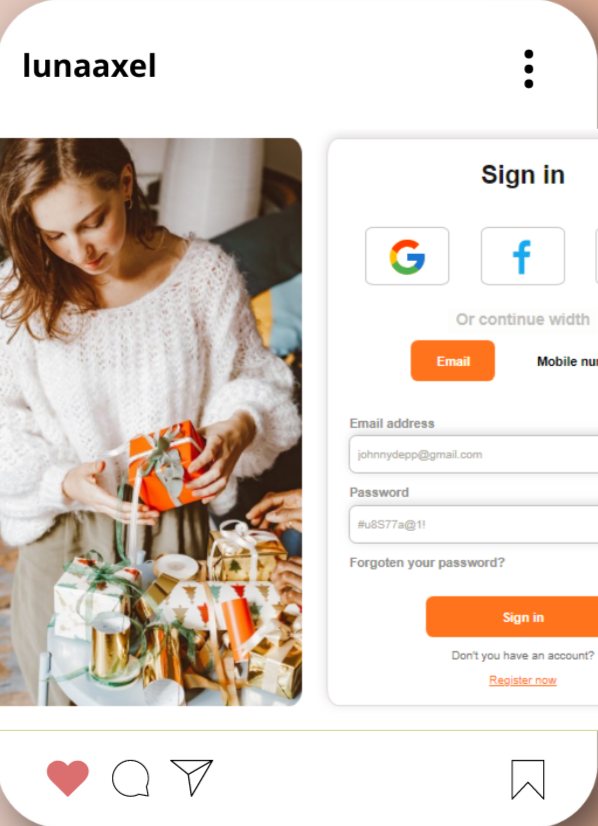 lunaaxel
Sign in
Or continue width
Email
Mobile nu
Email address
johnnydepp@gmail.com
Password
#u8S77a@1!
Forgoten your password?
Sign in
Don't you have an account?
Register now